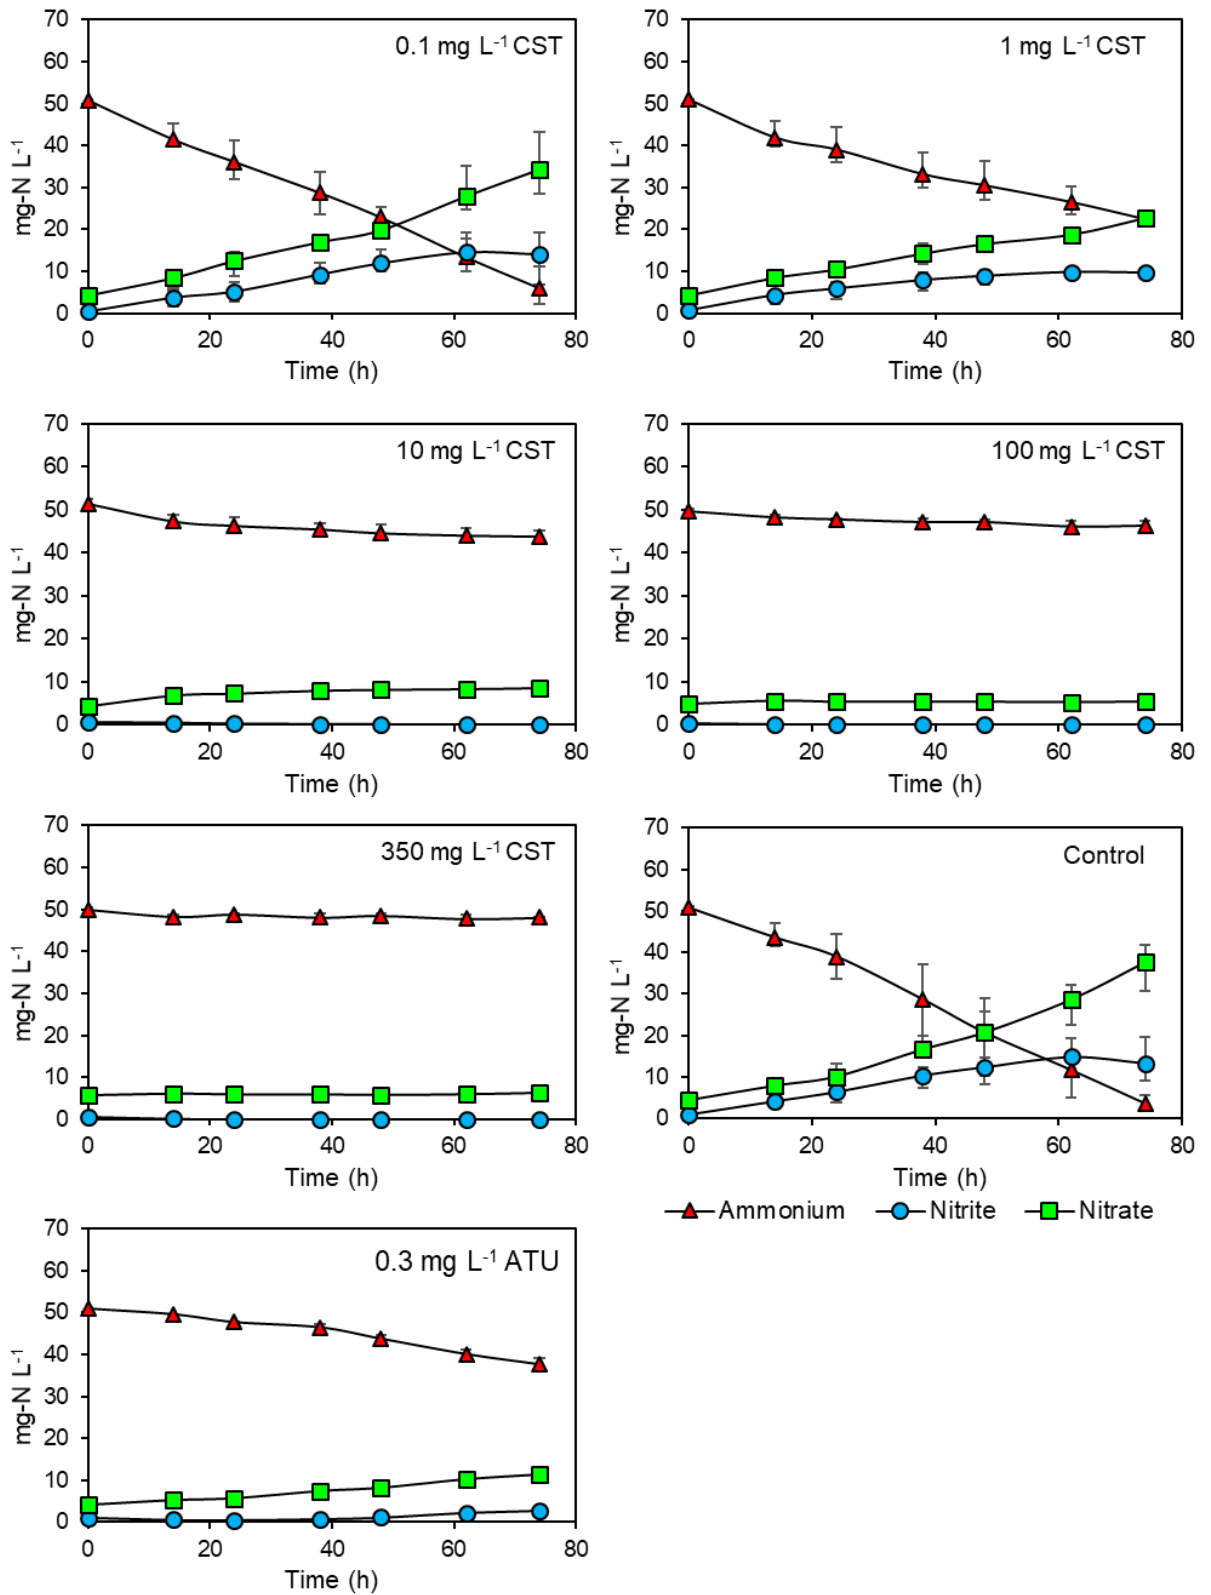 0.1 mg L⁻¹ CST
mg-N L⁻¹
70
60
50
40
30
20
10
0
0 20 40 60 80
Time (h)
1 mg L⁻¹ CST
mg-N L⁻¹
70
60
50
40
30
20
10
0
0 20 40 60 80
Time (h)
10 mg L⁻¹ CST
mg-N L⁻¹
70
60
50
40
30
20
10
0
0 20 40 60 80
Time (h)
100 mg L⁻¹ CST
mg-N L⁻¹
70
60
50
40
30
20
10
0
0 20 40 60 80
Time (h)
350 mg L⁻¹ CST
mg-N L⁻¹
70
60
50
40
30
20
10
0
0 20 40 60 80
Time (h)
Control
mg-N L⁻¹
70
60
50
40
30
20
10
0
0 20 40 60 80
Time (h)
Ammonium Nitrite Nitrate
0.3 mg L⁻¹ ATU
mg-N L⁻¹
70
60
50
40
30
20
10
0
0 20 40 60 80
Time (h)